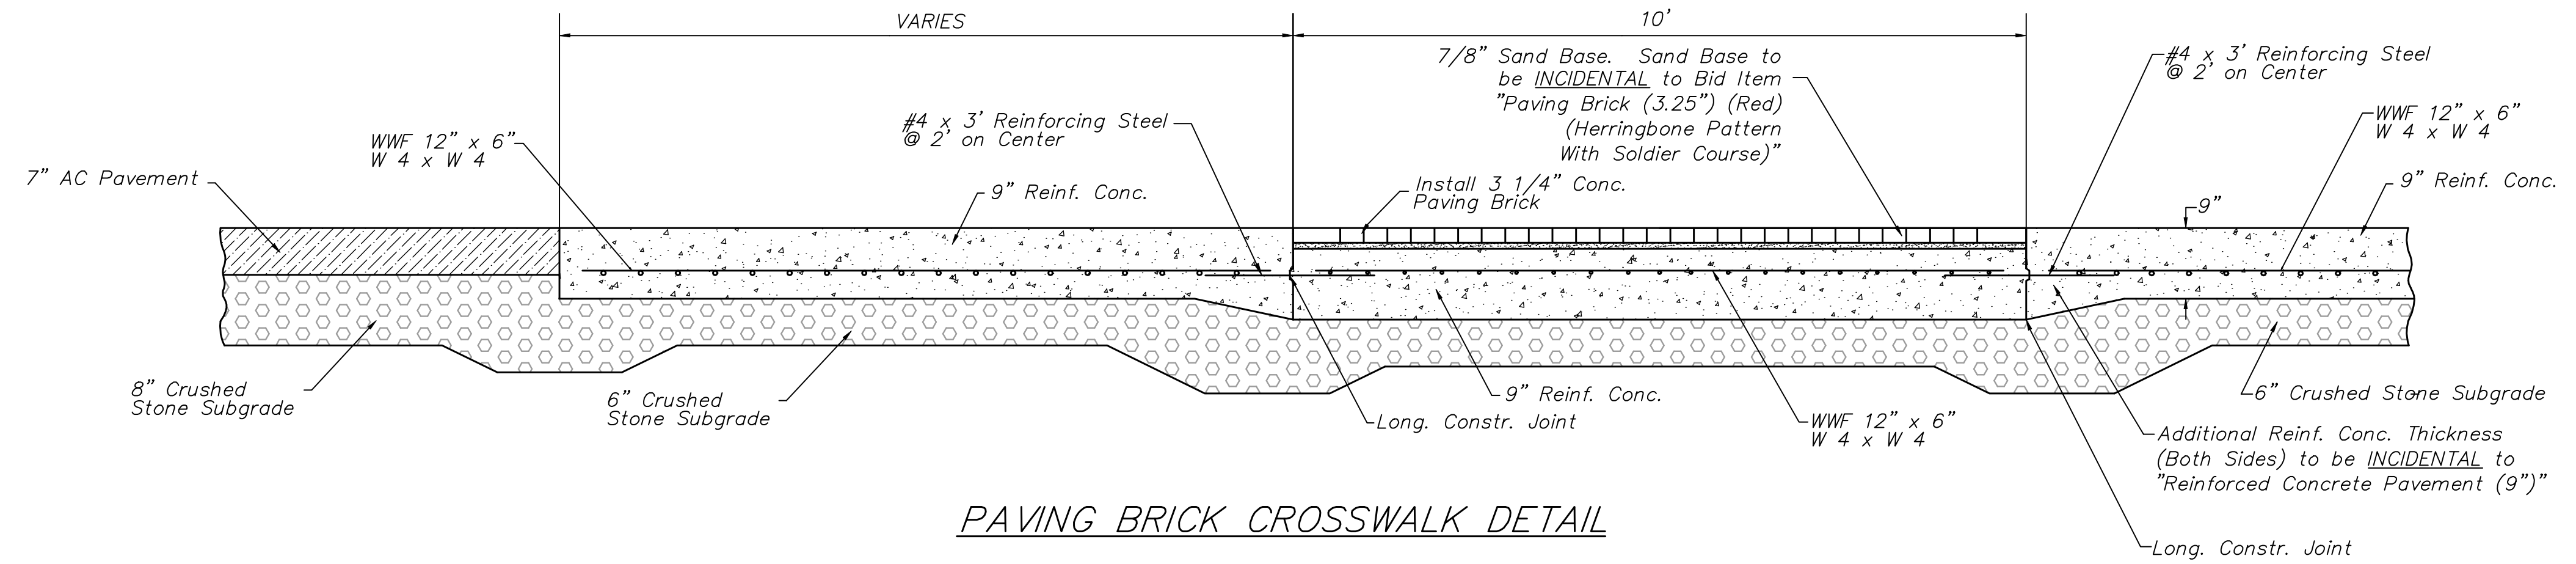 VARIES
10'
7/8" Sand Base.  Sand Base to
be INCIDENTAL to Bid Item
"Paving Brick (3.25") (Red)
(Herringbone Pattern
With Soldier Course)"
#4 x 3' Reinforcing Steel
@ 2' on Center
WWF 12" x 6"
W 4 x W 4
#4 x 3' Reinforcing Steel
@ 2' on Center
WWF 12" x 6"
W 4 x W 4
7" AC Pavement
9" Reinf. Conc.
Install 3 1/4" Conc.
Paving Brick
9"
9" Reinf. Conc.
8" Crushed
Stone Subgrade
6" Crushed
Stone Subgrade
9" Reinf. Conc.
Long. Constr. Joint
WWF 12" x 6"
W 4 x W 4
6" Crushed Stone Subgrade
Additional Reinf. Conc. Thickness
(Both Sides) to be INCIDENTAL to
"Reinforced Concrete Pavement (9")"
Long. Constr. Joint
PAVING BRICK CROSSWALK DETAIL